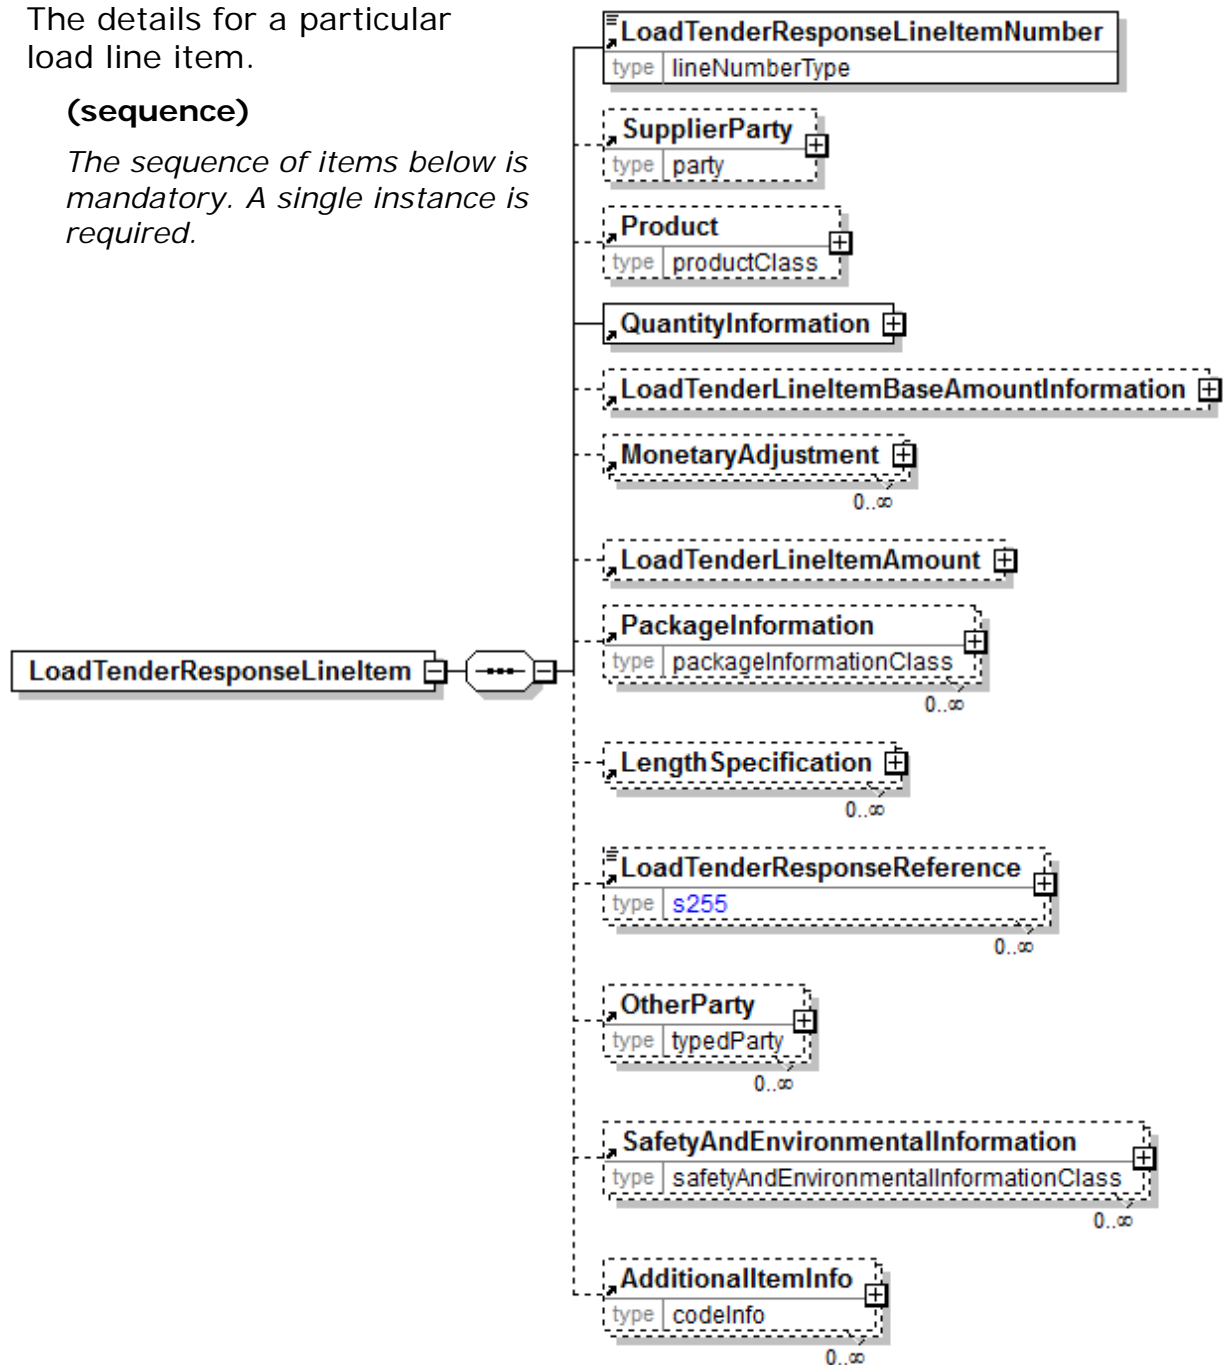 The details for a particular
load line item.
(sequence)
The sequence of items below is
mandatory. A single instance is
required.
LoadTenderResponseLineItem
LoadTenderResponseLineItemNumber
type lineNumberType
SupplierParty
type party
Product
type productClass
QuantityInformation
LoadTenderLineItemBaseAmountInformation
MonetaryAdjustment
0..∞
LoadTenderLineItemAmount
PackageInformation
type packageInformationClass
0..∞
LengthSpecification
0..∞
LoadTenderResponseReference
type s255
0..∞
OtherParty
type typedParty
0..∞
SafetyAndEnvironmentalInformation
type safetyAndEnvironmentalInformationClass
0..∞
AdditionalItemInfo
type codeInfo
0..∞